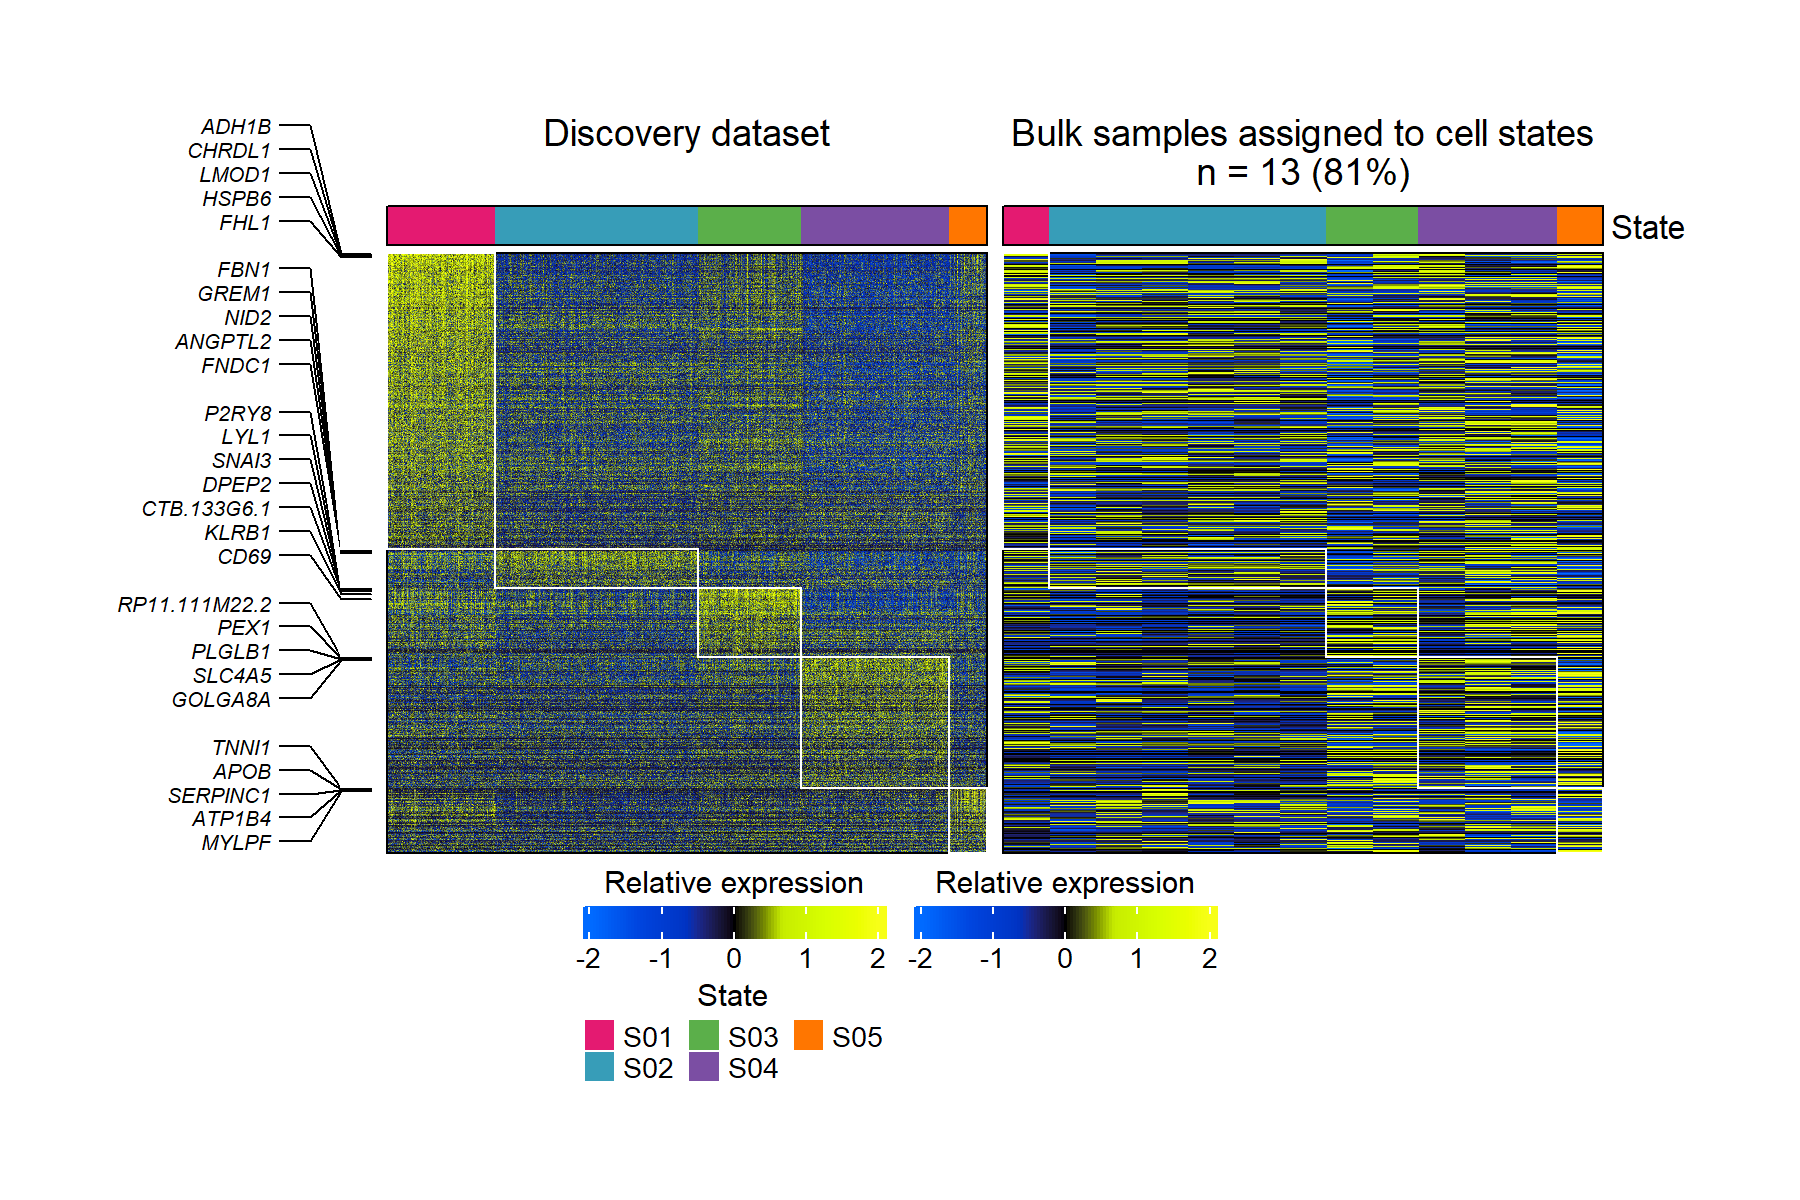 Discovery dataset
Bulk samples assigned to cell states
n = 13 (81%)
State
ADH1B
CHRDL1
LMOD1
HSPB6
FHL1
FBN1
GREM1
NID2
ANGPTL2
FNDC1
P2RY8
LYL1
SNAI3
DPEP2
CTB.133G6.1
KLRB1
CD69
RP11.111M22.2
PEX1
PLGLB1
SLC4A5
GOLGA8A
TNNI1
APOB
SERPINC1
ATP1B4
MYLPF
Relative expression
-2 -1 0 1 2
Relative expression
-2 -1 0 1 2
State
S01 S03 S05
S02 S04